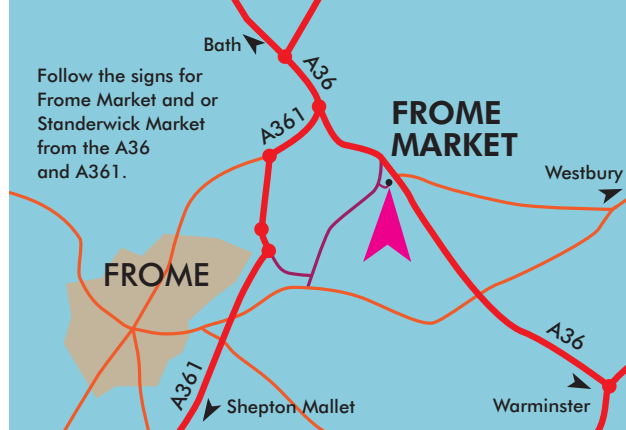 Bath
A36
Follow the signs for
Frome Market and or
Standerwick Market
from the A36
and A361.
A361
FROME
MARKET
Westbury
FROME
A36
A361
Shepton Mallet
Warminster